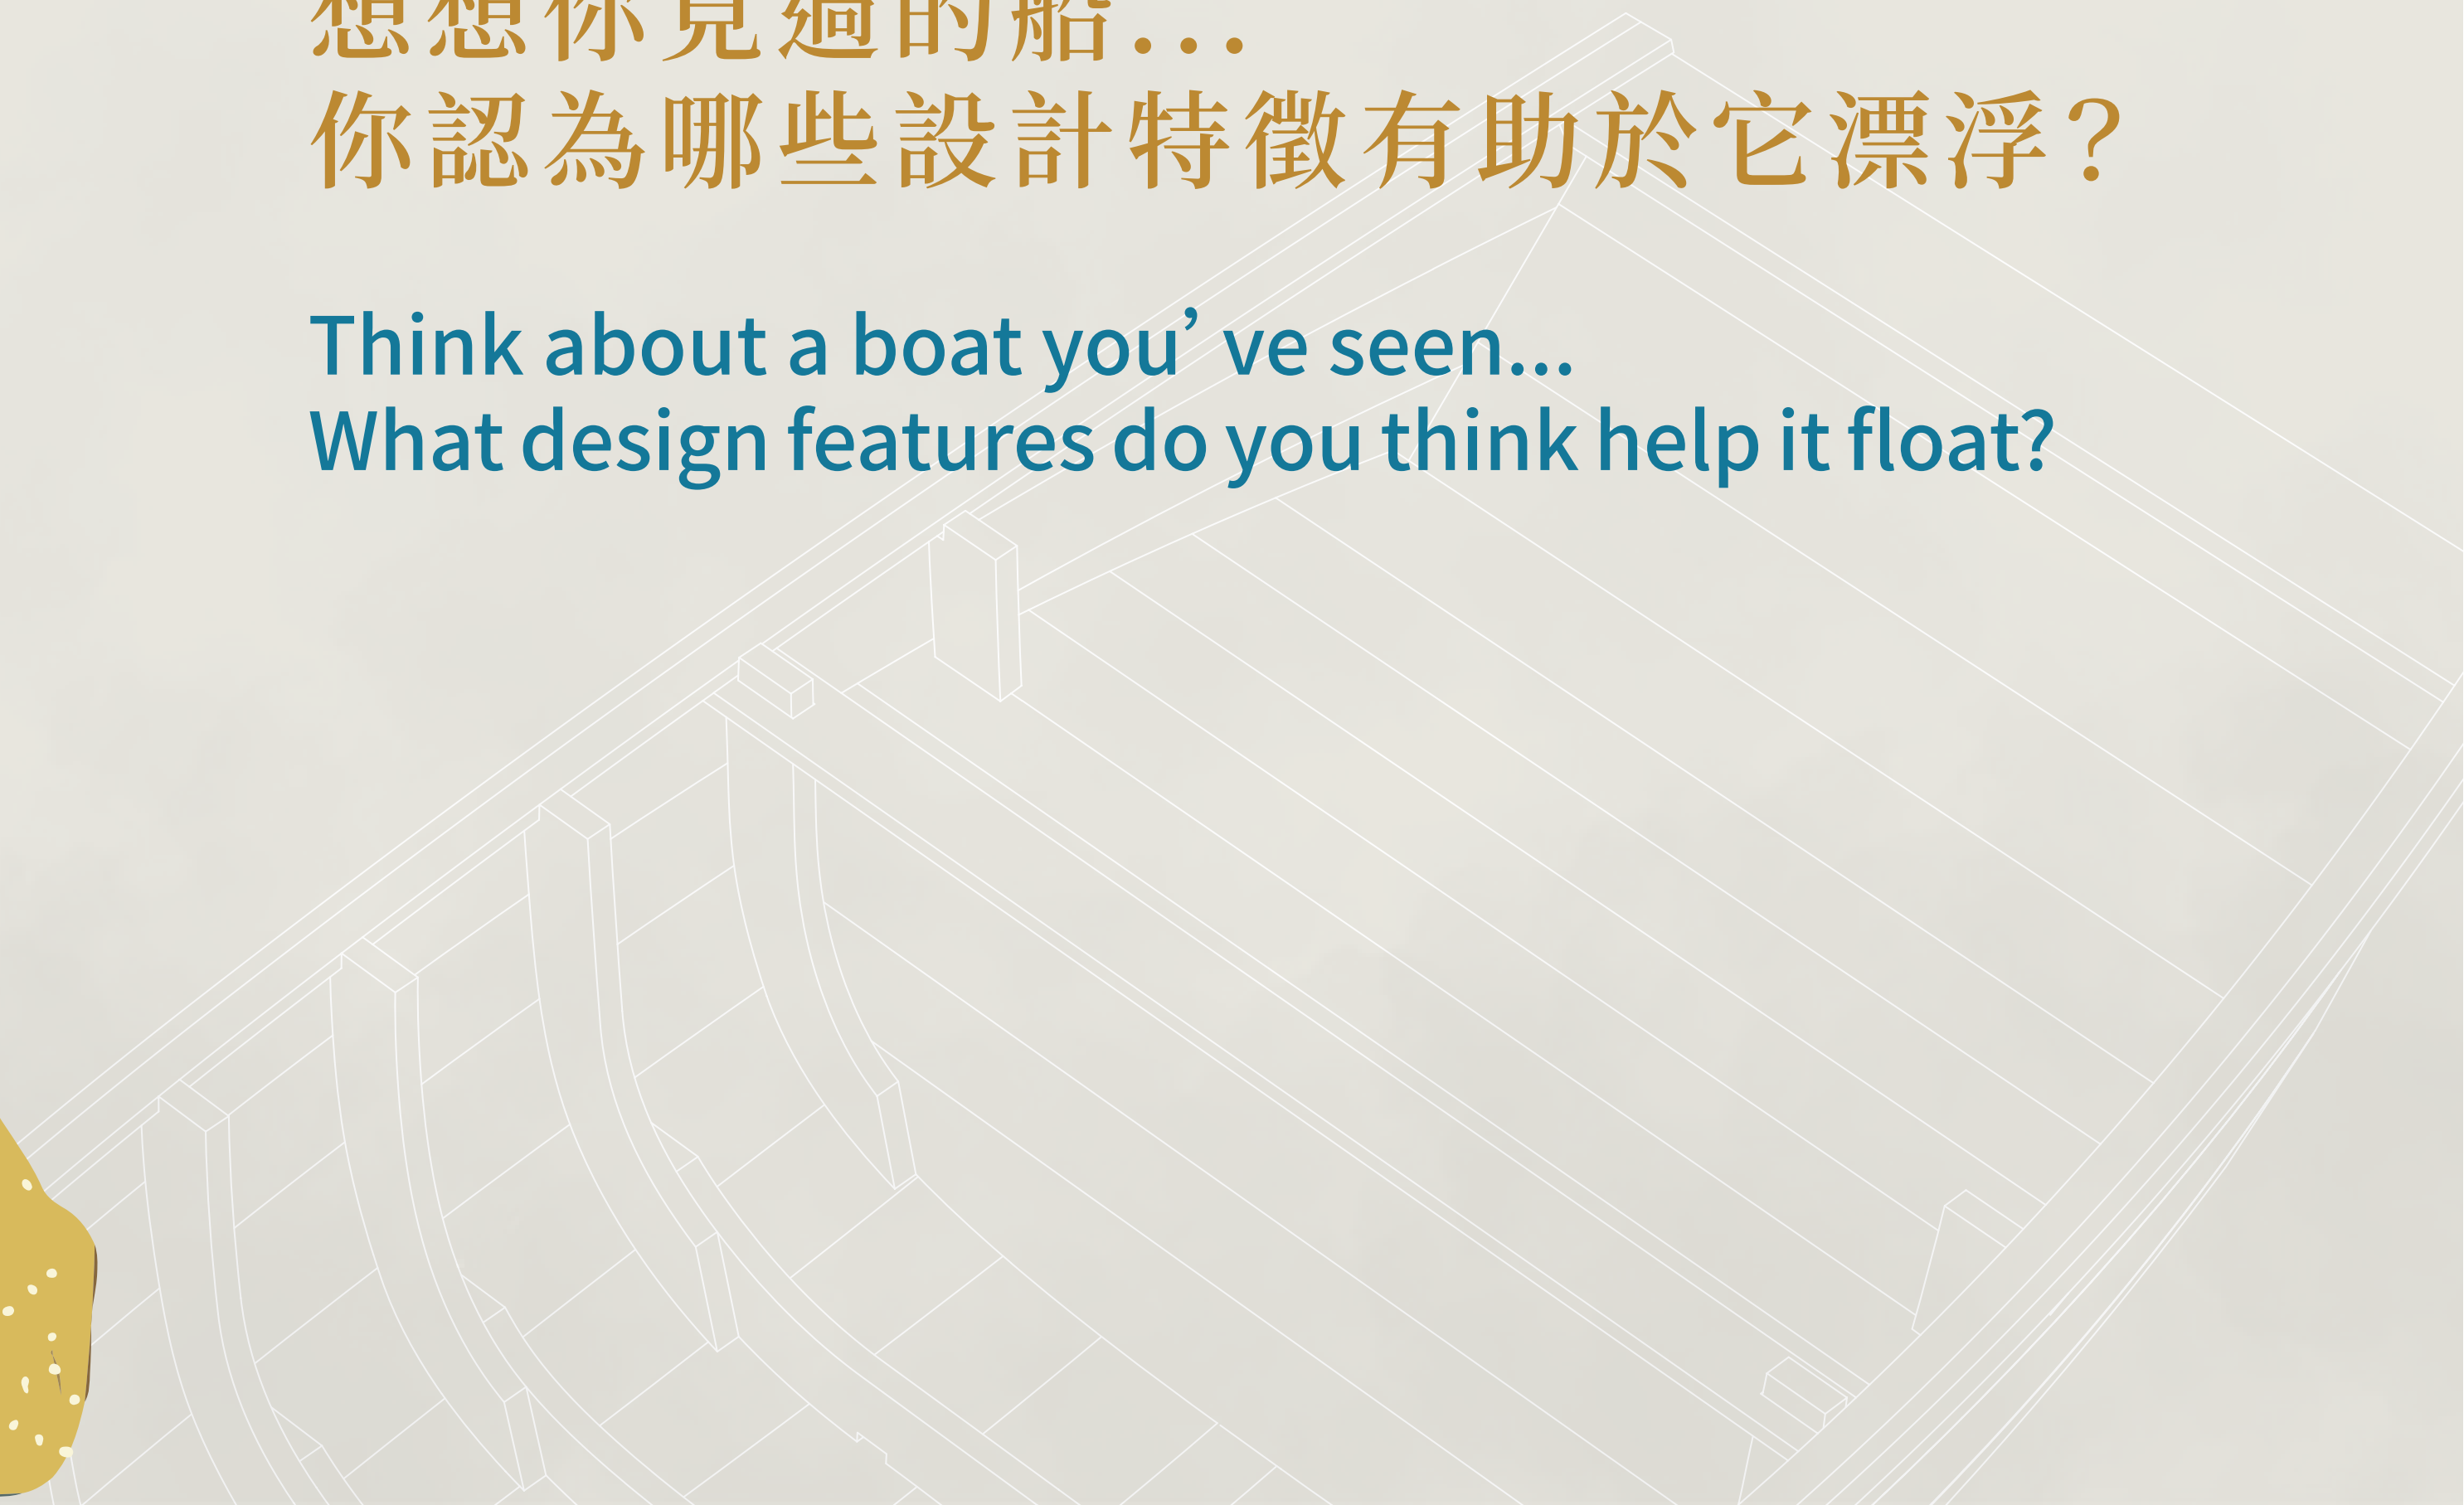 想想你見過的船...
你認為哪些設計特徵有助於它漂浮？
Think about a boat you’ve seen...
What design features do you think help it float?